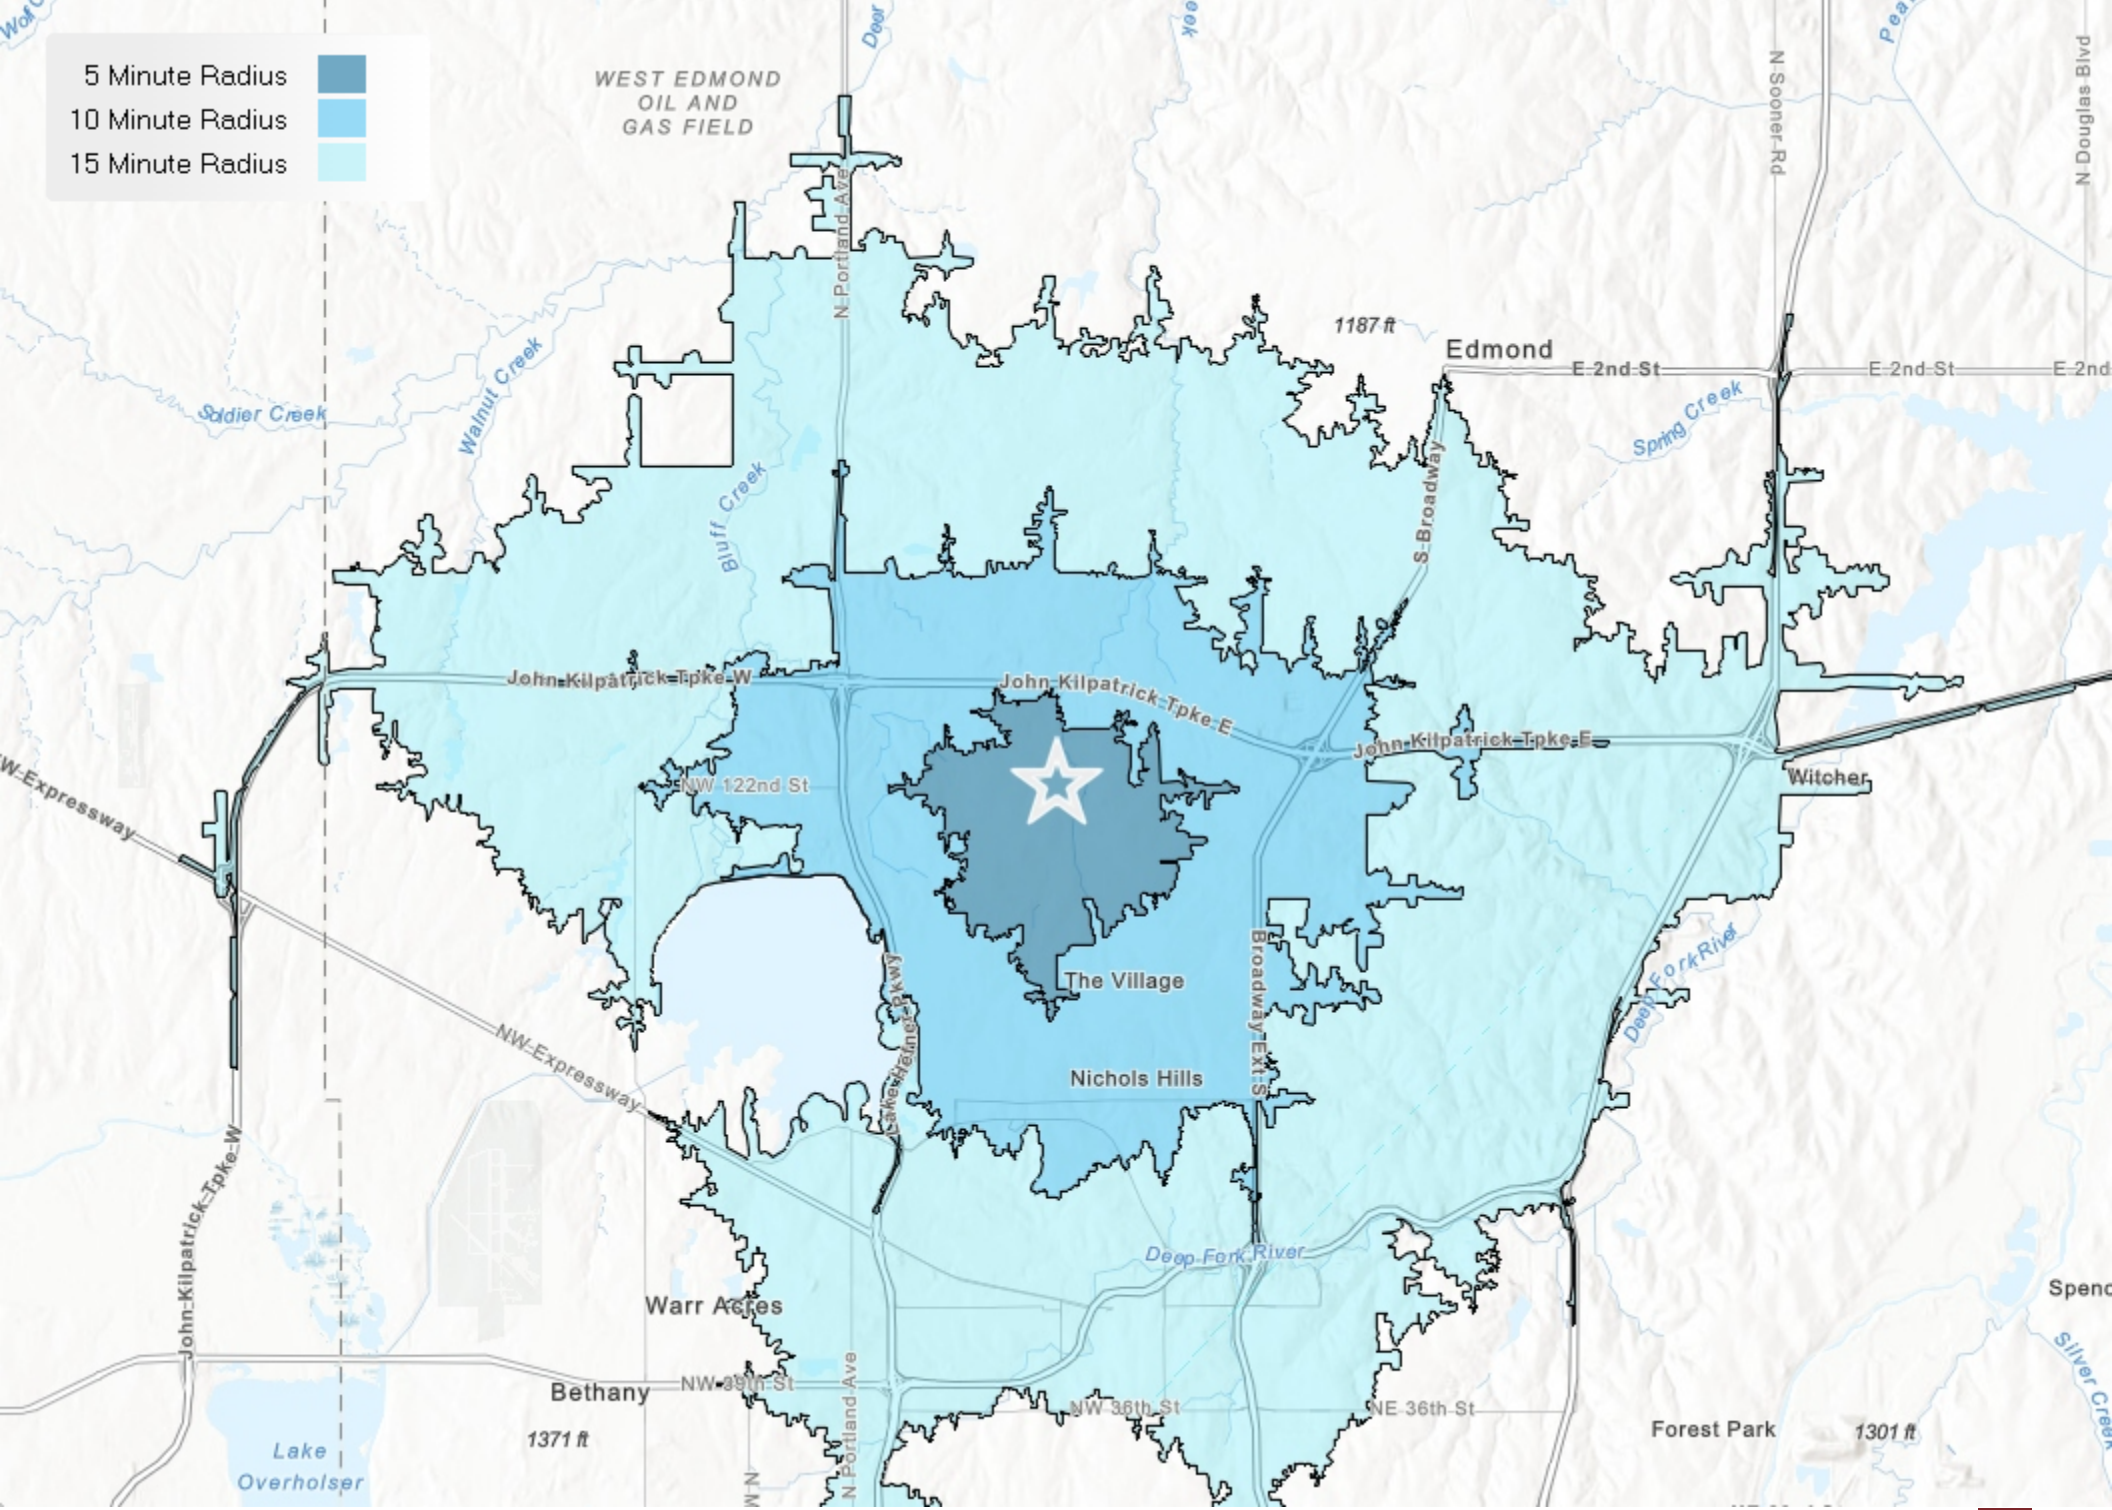 5 Minute Radius
10 Minute Radius
15 Minute Radius
WEST EDMOND
OIL AND
GAS FIELD
Deer
N Sooner Rd
N Douglas Blvd
N Portland Ave
1187 ft
Edmond
E 2nd St
E 2nd St
E 2nd
Spring Creek
Soldier Creek
Walnut Creek
Bluff Creek
S Broadway
John Kilpatrick Tpke W
John Kilpatrick Tpke E
John Kilpatrick Tpke E
NW 122nd St
Witcher
W Expressway
The Village
Broadway Ext S
Lake Hefner Pkwy
Deep Fork River
NW Expressway
Nichols Hills
John Kilpatrick Tpke W
Deep Fork River
Warr Acres
Spenc
Bethany
NW 39th St
N Portland Ave
NW 36th St
NE 36th St
Silver Creek
1371 ft
Forest Park
1301 ft
Lake
Overholser
N M